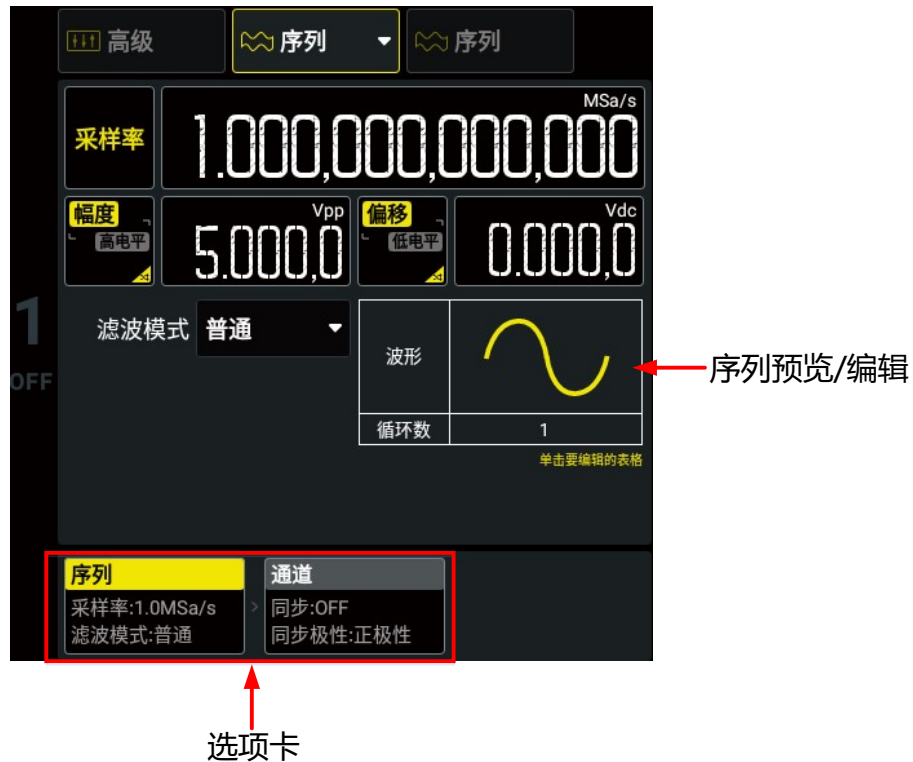 高级
序列
序列
采样率
MSa/s
1.000,000,000,000
幅度
高电平
Vpp
5.000,0
偏移
低电平
Vdc
0.000,0
1
OFF
滤波模式 普通
波形
循环数 1
单击要编辑的表格
序列预览/编辑
序列
采样率:1.0MSa/s
滤波模式:普通
>
通道
同步:OFF
同步极性:正极性
选项卡